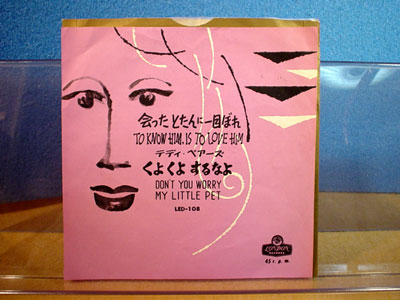 会ったとたんに一目ぼれ
TO KNOW HIM, IS TO LOVE HIM
テディ・ベアーズ
くよくよするなよ
DON'T YOU WORRY
MY LITTLE PET
LED-108
LONDON
RECORDS
45 r.p.m.